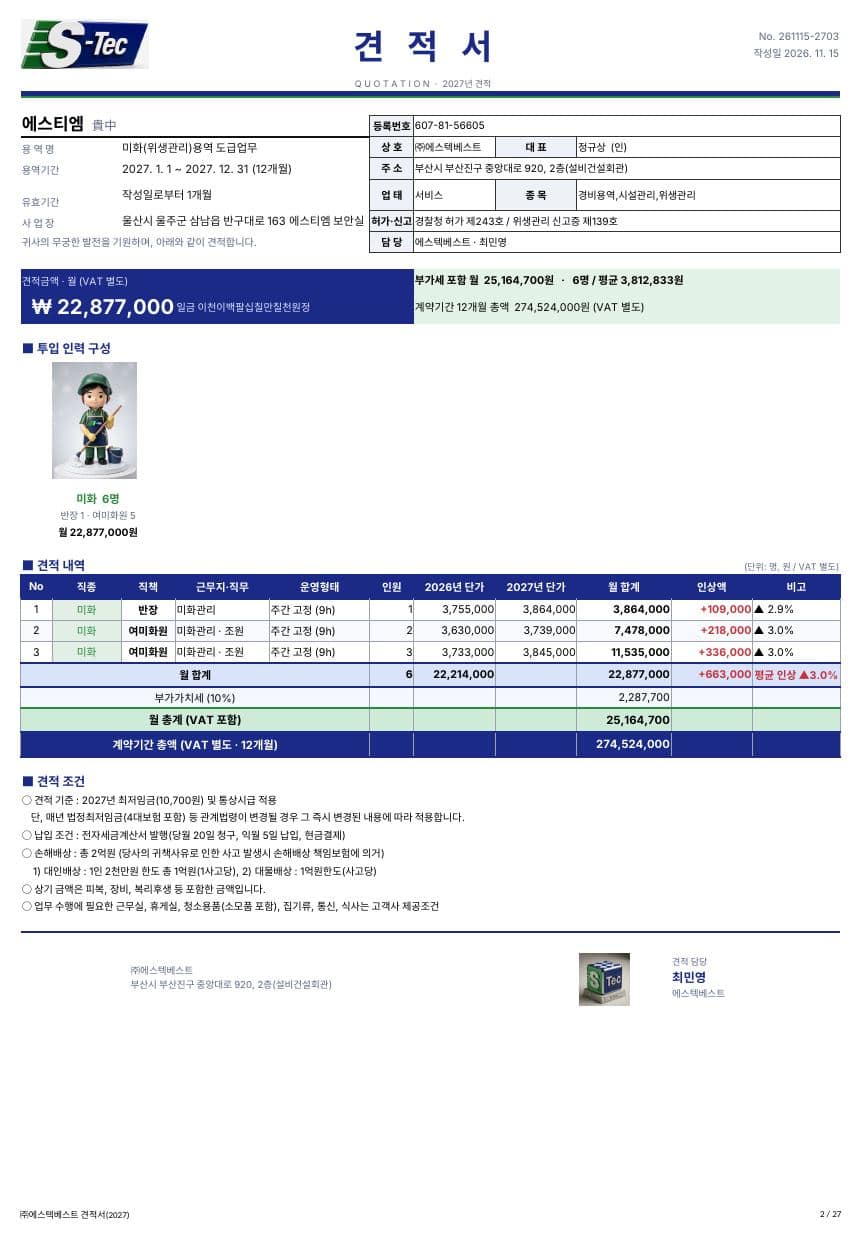 S-Tec
견 적 서
QUOTATION · 2027년 견적
No. 261115-2703
작성일 2026. 11. 15
에스티엠 貴中
용 역 명 미화(위생관리)용역 도급업무
용역기간 2027. 1. 1 ~ 2027. 12. 31 (12개월)
유효기간 작성일로부터 1개월
사 업 장 울산시 울주군 삼남읍 반구대로 163 에스티엠 보안실
귀사의 무궁한 발전을 기원하며, 아래와 같이 견적합니다.
등록번호 607-81-56605
상 호 ㈜에스텍베스트 대 표 정규상 (인)
주 소 부산시 부산진구 중앙대로 920, 2층(설비건설회관)
업 태 서비스 종 목 경비용역,시설관리,위생관리
허가·신고 경찰청 허가 제243호 / 위생관리 신고증 제139호
담 당 에스텍베스트 · 최민영
견적금액 · 월 (VAT 별도)
₩ 22,877,000 일금 이천이백팔십칠만칠천원정
부가세 포함 월 25,164,700원 · 6명 / 평균 3,812,833원
계약기간 12개월 총액 274,524,000원 (VAT 별도)
■ 투입 인력 구성
미화 6명
반장 1 · 여미화원 5
월 22,877,000원
■ 견적 내역
(단위: 명, 원 / VAT 별도)
No 직종 직책 근무지·직무 운영형태 인원 2026년 단가 2027년 단가 월 합계 인상액 비고
1 미화 반장 미화관리 주간 고정 (9h) 1 3,755,000 3,864,000 3,864,000 +109,000 ▲ 2.9%
2 미화 여미화원 미화관리 · 조원 주간 고정 (9h) 2 3,630,000 3,739,000 7,478,000 +218,000 ▲ 3.0%
3 미화 여미화원 미화관리 · 조원 주간 고정 (9h) 3 3,733,000 3,845,000 11,535,000 +336,000 ▲ 3.0%
월 합계 6 22,214,000 22,877,000 +663,000 평균 인상 ▲3.0%
부가가치세 (10%) 2,287,700
월 총계 (VAT 포함) 25,164,700
계약기간 총액 (VAT 별도 · 12개월) 274,524,000
■ 견적 조건
○ 견적 기준 : 2027년 최저임금(10,700원) 및 통상시급 적용
단, 매년 법정최저임금(4대보험 포함) 등 관계법령이 변경될 경우 그 즉시 변경된 내용에 따라 적용합니다.
○ 납입 조건 : 전자세금계산서 발행(당월 20일 청구, 익월 5일 납입, 현금결제)
○ 손해배상 : 총 2억원 (당사의 귀책사유로 인한 사고 발생시 손해배상 책임보험에 의거)
1) 대인배상 : 1인 2천만원 한도 총 1억원(1사고당), 2) 대물배상 : 1억원한도(사고당)
○ 상기 금액은 피복, 장비, 복리후생 등 포함한 금액입니다.
○ 업무 수행에 필요한 근무실, 휴게실, 청소용품(소모품 포함), 집기류, 통신, 식사는 고객사 제공조건
㈜에스텍베스트
부산시 부산진구 중앙대로 920, 2층(설비건설회관)
S Tec
견적 담당
최민영
에스텍베스트
㈜에스텍베스트 견적서(2027)
2 / 27